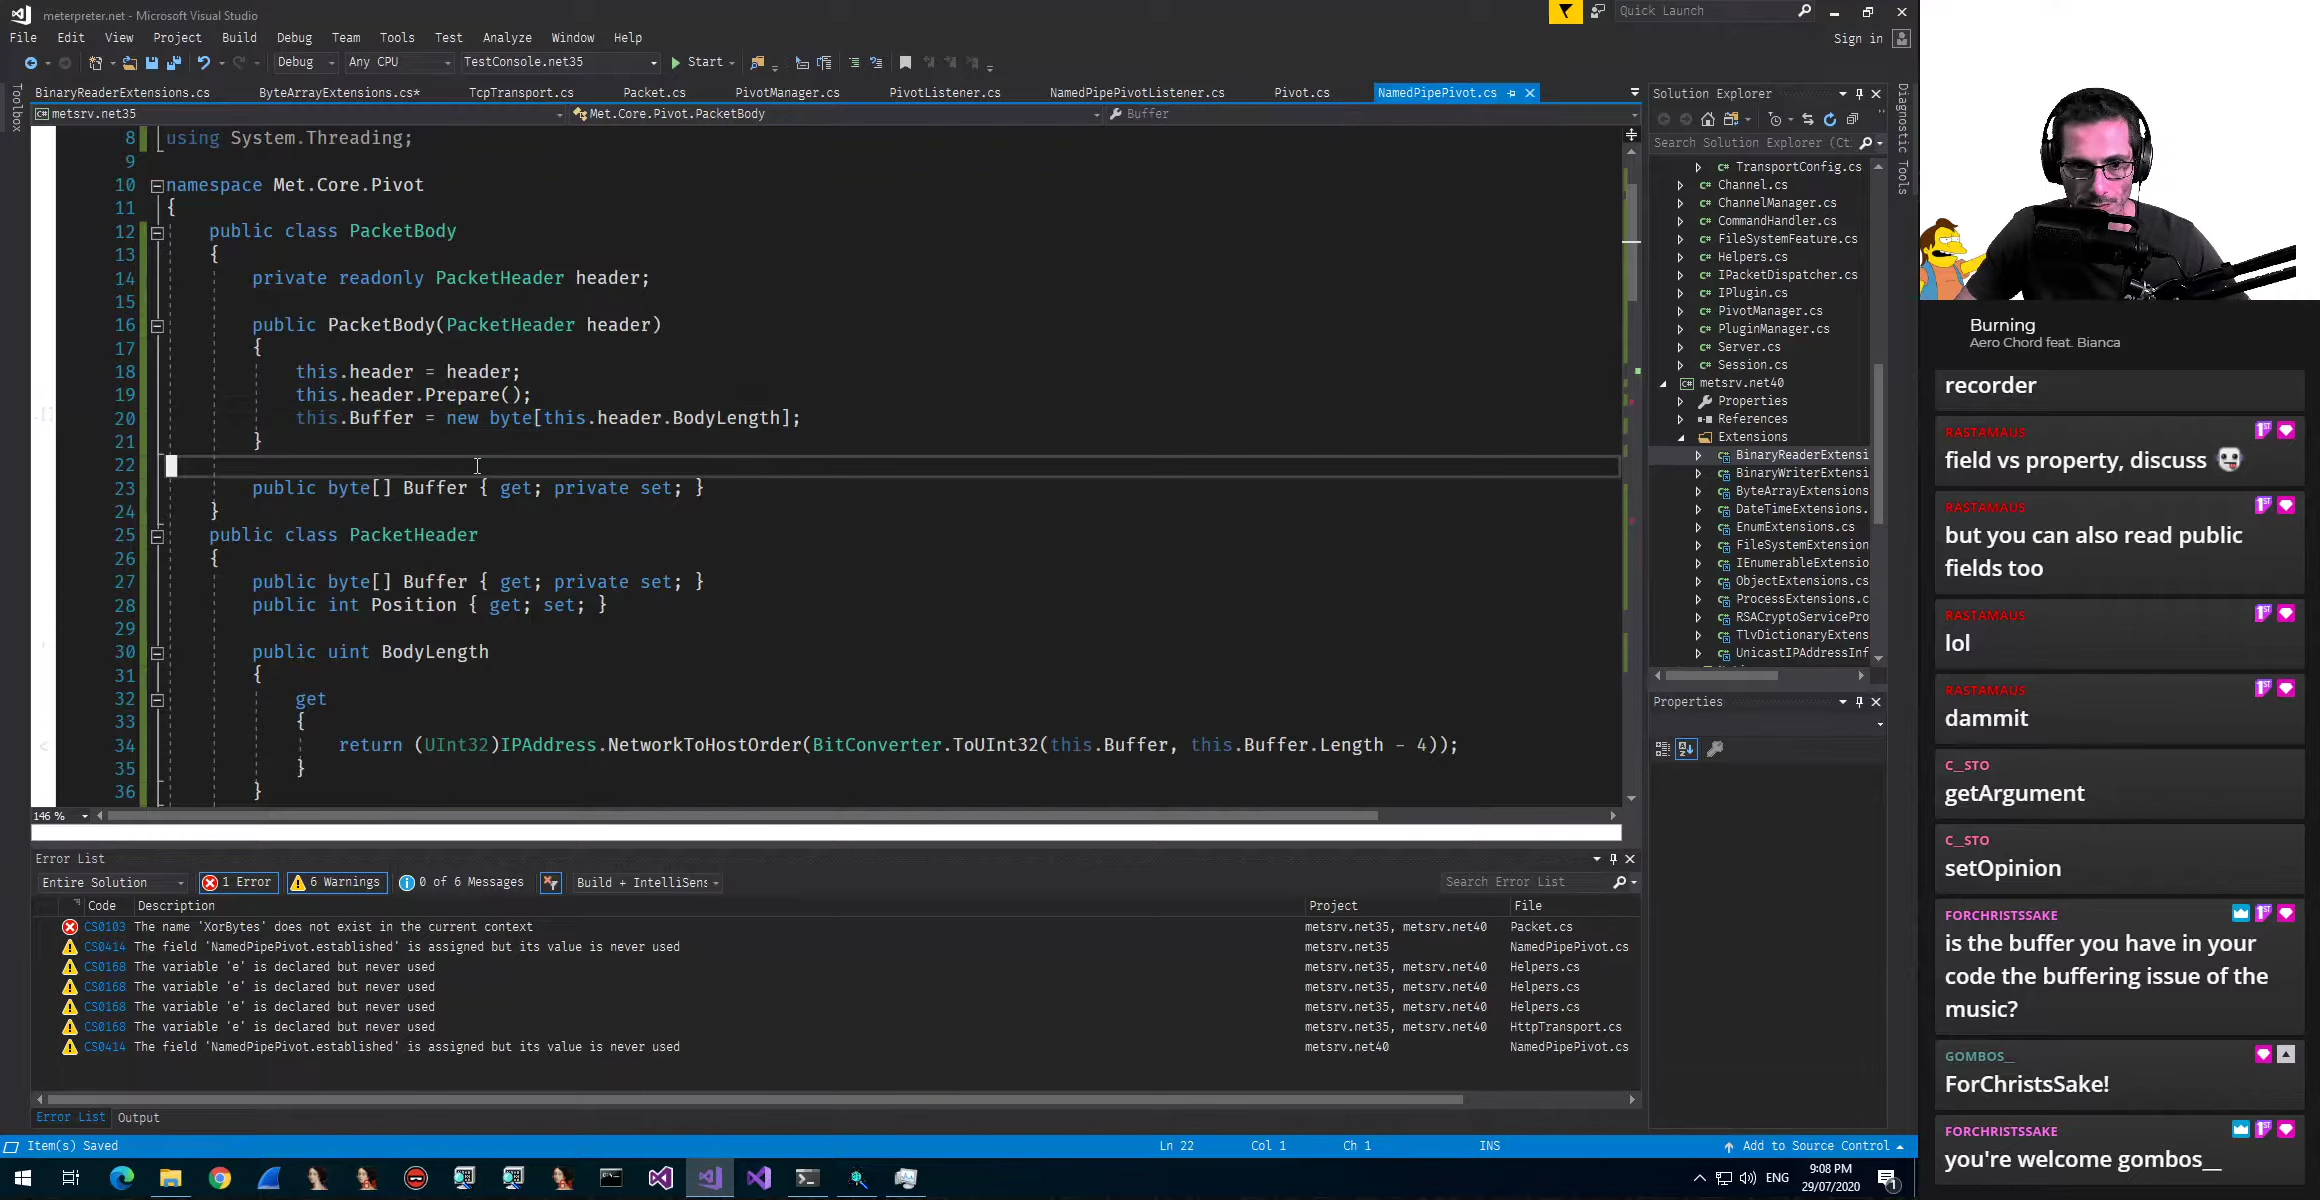 meterpreter.net - Microsoft Visual Studio
Quick Launch
File Edit View Project Build Debug Team Tools Test Analyze Window Help
Sign in
Debug Any CPU TestConsole.net35 Start
BinaryReaderExtensions.cs ByteArrayExtensions.cs* TcpTransport.cs Packet.cs PivotManager.cs PivotListener.cs NamedPipePivotListener.cs Pivot.cs NamedPipePivot.cs
metsrv.net35 Met.Core.Pivot.PacketBody Buffer
Toolbox
8 using System.Threading;
9
10 namespace Met.Core.Pivot
11 {
12 public class PacketBody
13 {
14 private readonly PacketHeader header;
15
16 public PacketBody(PacketHeader header)
17 {
18 this.header = header;
19 this.header.Prepare();
20 this.Buffer = new byte[this.header.BodyLength];
21 }
22
23 public byte[] Buffer { get; private set; }
24 }
25 public class PacketHeader
26 {
27 public byte[] Buffer { get; private set; }
28 public int Position { get; set; }
29
30 public uint BodyLength
31 {
32 get
33 {
34 return (UInt32)IPAddress.NetworkToHostOrder(BitConverter.ToUInt32(this.Buffer, this.Buffer.Length - 4));
35 }
36 }
146 %
Solution Explorer
Search Solution Explorer (Ct
TransportConfig.cs
Channel.cs
ChannelManager.cs
CommandHandler.cs
FileSystemFeature.cs
Helpers.cs
IPacketDispatcher.cs
IPlugin.cs
PivotManager.cs
PluginManager.cs
Server.cs
Session.cs
metsrv.net40
Properties
References
Extensions
BinaryReaderExtensi
BinaryWriterExtensi
ByteArrayExtensions
DateTimeExtensions.
EnumExtensions.cs
FileSystemExtension
IEnumerableExtensio
ObjectExtensions.cs
ProcessExtensions.c
RSACryptoServicePro
TlvDictionaryExtens
UnicastIPAddressInf
Properties
Diagnostic Tools
Error List
Entire Solution 1 Error 6 Warnings 0 of 6 Messages Build + IntelliSens Search Error List
Code Description Project File
CS0103 The name 'XorBytes' does not exist in the current context metsrv.net35, metsrv.net40 Packet.cs
CS0414 The field 'NamedPipePivot.established' is assigned but its value is never used metsrv.net35 NamedPipePivot.cs
CS0168 The variable 'e' is declared but never used metsrv.net35, metsrv.net40 Helpers.cs
CS0168 The variable 'e' is declared but never used metsrv.net35, metsrv.net40 Helpers.cs
CS0168 The variable 'e' is declared but never used metsrv.net35, metsrv.net40 Helpers.cs
CS0168 The variable 'e' is declared but never used metsrv.net35, metsrv.net40 HttpTransport.cs
CS0414 The field 'NamedPipePivot.established' is assigned but its value is never used metsrv.net40 NamedPipePivot.cs
Error List Output
Item(s) Saved Ln 22 Col 1 Ch 1 INS Add to Source Control
ENG
9:08 PM
29/07/2020
Burning
Aero Chord feat. Bianca
recorder
RASTAMAUS
field vs property, discuss
RASTAMAUS
but you can also read public
fields too
RASTAMAUS
lol
RASTAMAUS
dammit
C__STO
getArgument
C__STO
setOpinion
FORCHRISTSSAKE
is the buffer you have in your
code the buffering issue of the
music?
GOMBOS__
ForChristsSake!
FORCHRISTSSAKE
you're welcome gombos__